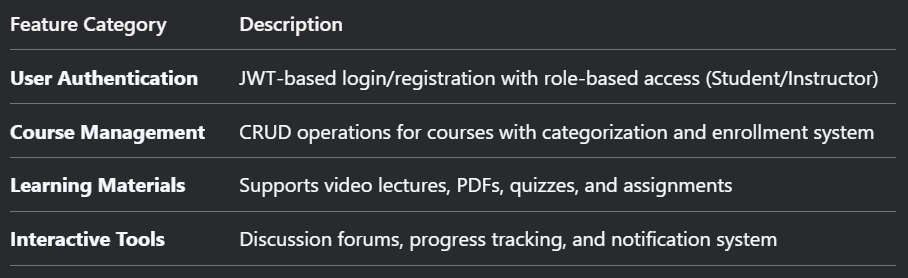 Feature Category Description
User Authentication JWT-based login/registration with role-based access (Student/Instructor)
Course Management CRUD operations for courses with categorization and enrollment system
Learning Materials Supports video lectures, PDFs, quizzes, and assignments
Interactive Tools Discussion forums, progress tracking, and notification system